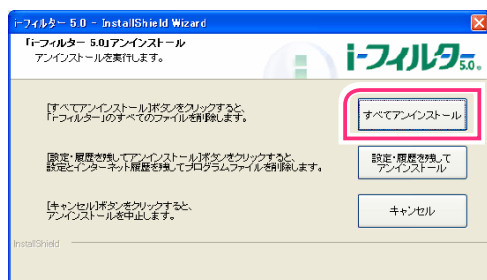 i-フィルター 5.0 - InstallShield Wizard
「i-フィルター 5.0」アンインストール
アンインストールを実行します。
i-フィルター5.0.
[すべてアンインストール]ボタンをクリックすると、
「i-フィルター」のすべてのファイルを削除します。
すべてアンインストール
[設定・履歴を残してアンインストール]ボタンをクリックすると、
設定とインターネット履歴を残してプログラムファイルを削除します。
設定・履歴を残して
アンインストール
[キャンセル]ボタンをクリックすると、
アンインストールを中止します。
キャンセル
InstallShield